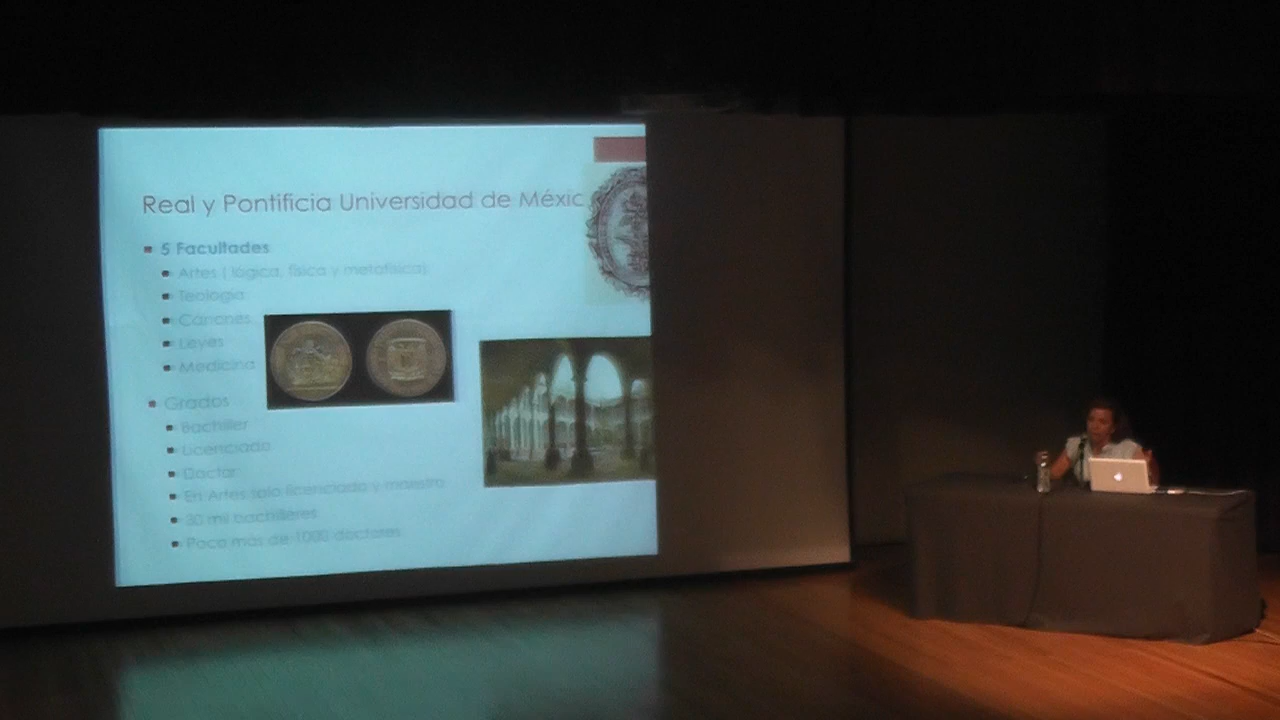 Real y Pontificia Universidad de Méxic
5 Facultades
Artes ( lógica, física y metafísica)
Teología
Cánones
Leyes
Medicina
Grados
Bachiller
Licenciado
Doctor
En Artes solo licenciado y maestro
30 mil bachilleres
Poco más de 1000 doctores